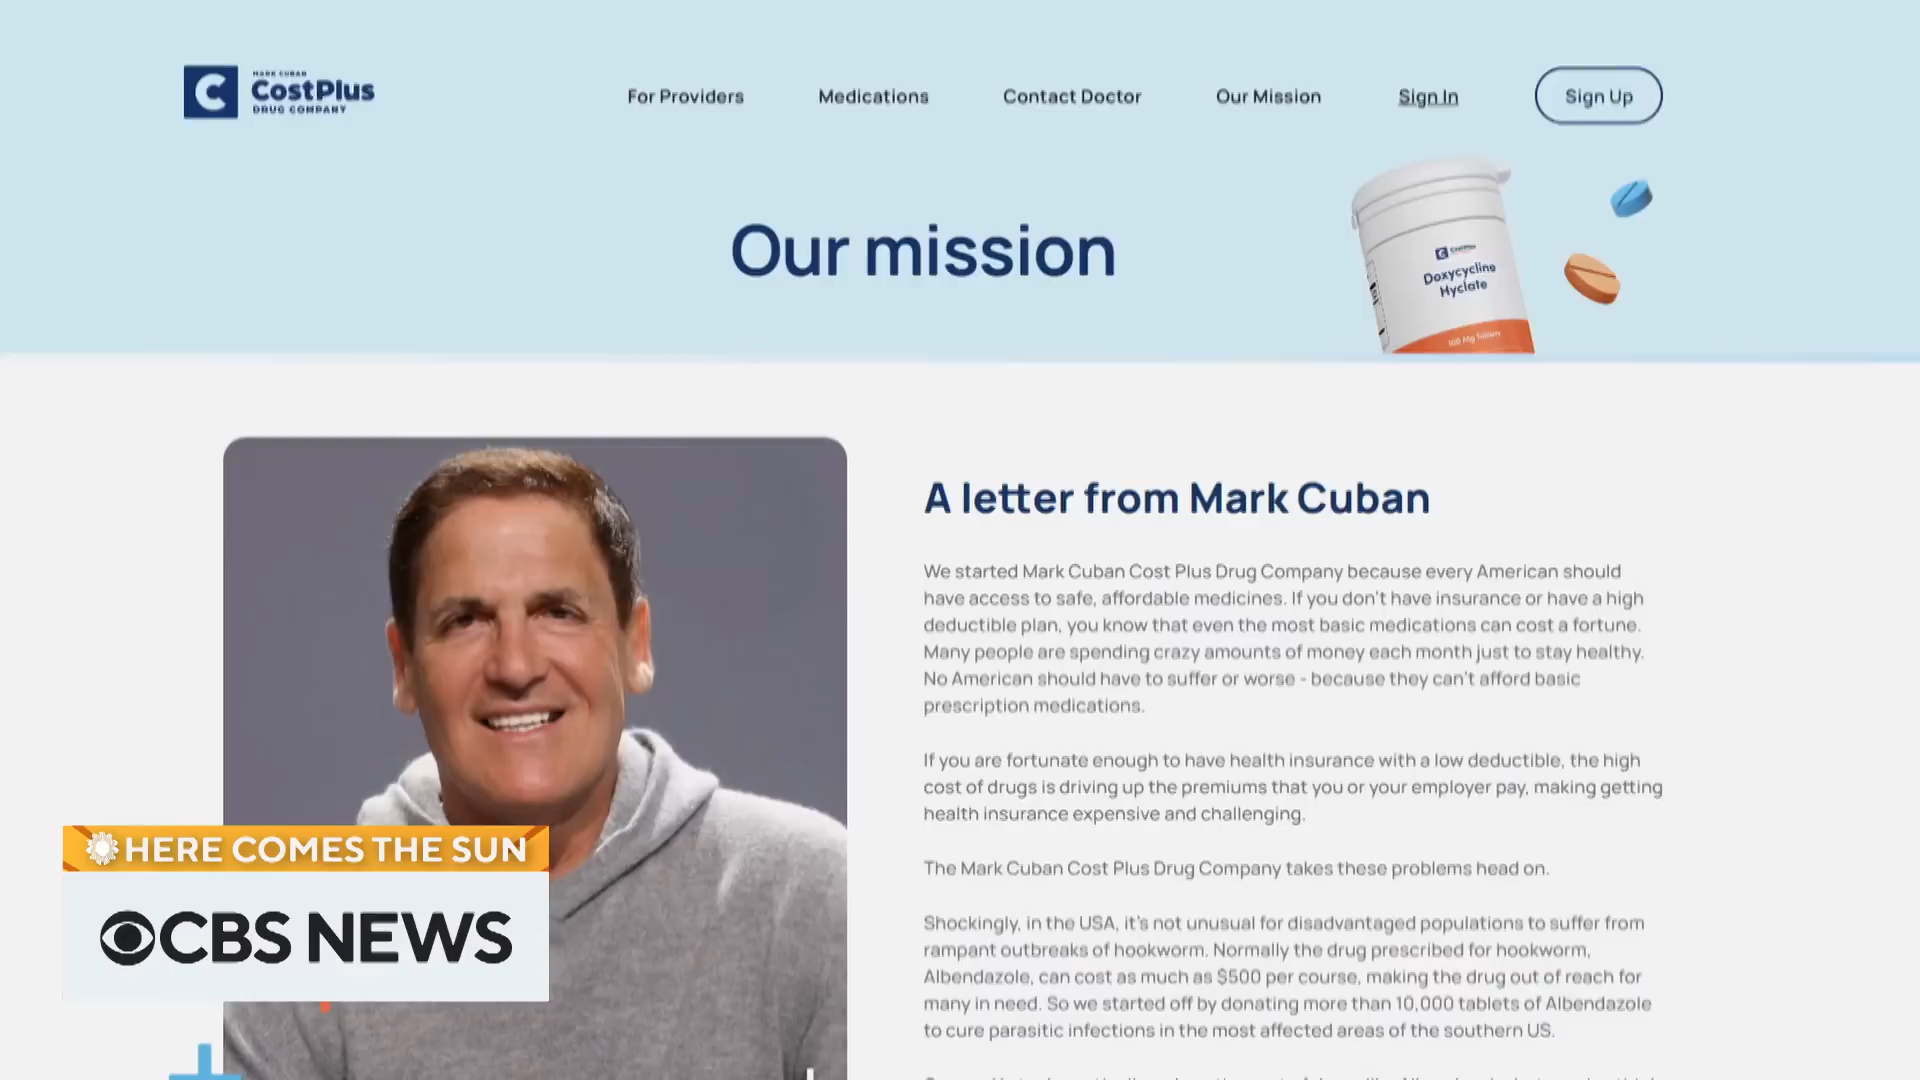 MARK CUBAN
CostPlus
DRUG COMPANY
For Providers
Medications
Contact Doctor
Our Mission
Sign In
Sign Up
Our mission
CostPlus
Doxycycline
Hyclate
100 Mg Tablets
A letter from Mark Cuban
We started Mark Cuban Cost Plus Drug Company because every American should
have access to safe, affordable medicines. If you don't have insurance or have a high
deductible plan, you know that even the most basic medications can cost a fortune.
Many people are spending crazy amounts of money each month just to stay healthy.
No American should have to suffer or worse - because they can't afford basic
prescription medications.
If you are fortunate enough to have health insurance with a low deductible, the high
cost of drugs is driving up the premiums that you or your employer pay, making getting
health insurance expensive and challenging.
The Mark Cuban Cost Plus Drug Company takes these problems head on.
Shockingly, in the USA, it's not unusual for disadvantaged populations to suffer from
rampant outbreaks of hookworm. Normally the drug prescribed for hookworm,
Albendazole, can cost as much as $500 per course, making the drug out of reach for
many in need. So we started off by donating more than 10,000 tablets of Albendazole
to cure parasitic infections in the most affected areas of the southern US.
HERE COMES THE SUN
CBS NEWS